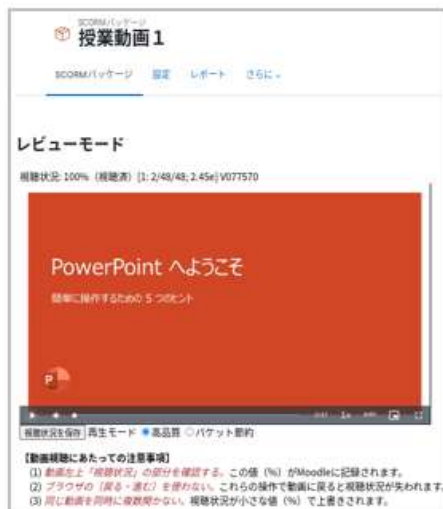 SCORMパッケージ
授業動画１
SCORMパッケージ 設定 レポート さらに
レビューモード
視聴状況: 100%（視聴済）[1: 2/48/48; 2.45e] V077570
PowerPoint へようこそ
簡単に操作するための 5 つのヒント
P
1x
視聴状況を保存 再生モード 高品質 パケット節約
【動画視聴にあたっての注意事項】
(1) 動画左上「視聴状況」の部分を確認する。この値（%）がMoodleに記録されます。
(2) ブラウザの［戻る・進む］を使わない。これらの操作で動画に戻ると視聴状況が失われます。
(3) 同じ動画を同時に複数開かない。視聴状況が小さな値（%）で上書きされます。